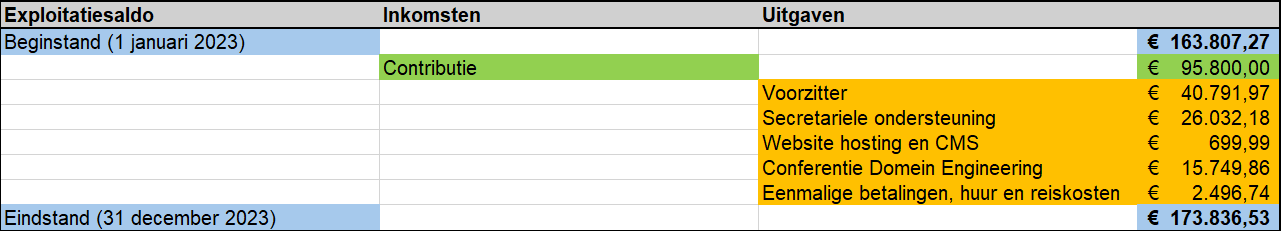 Exploitatiesaldo Inkomsten Uitgaven
Beginstand (1 januari 2023) € 163.807,27
Contributie € 95.800,00
Voorzitter € 40.791,97
Secretariele ondersteuning € 26.032,18
Website hosting en CMS € 699,99
Conferentie Domein Engineering € 15.749,86
Eenmalige betalingen, huur en reiskosten € 2.496,74
Eindstand (31 december 2023) € 173.836,53